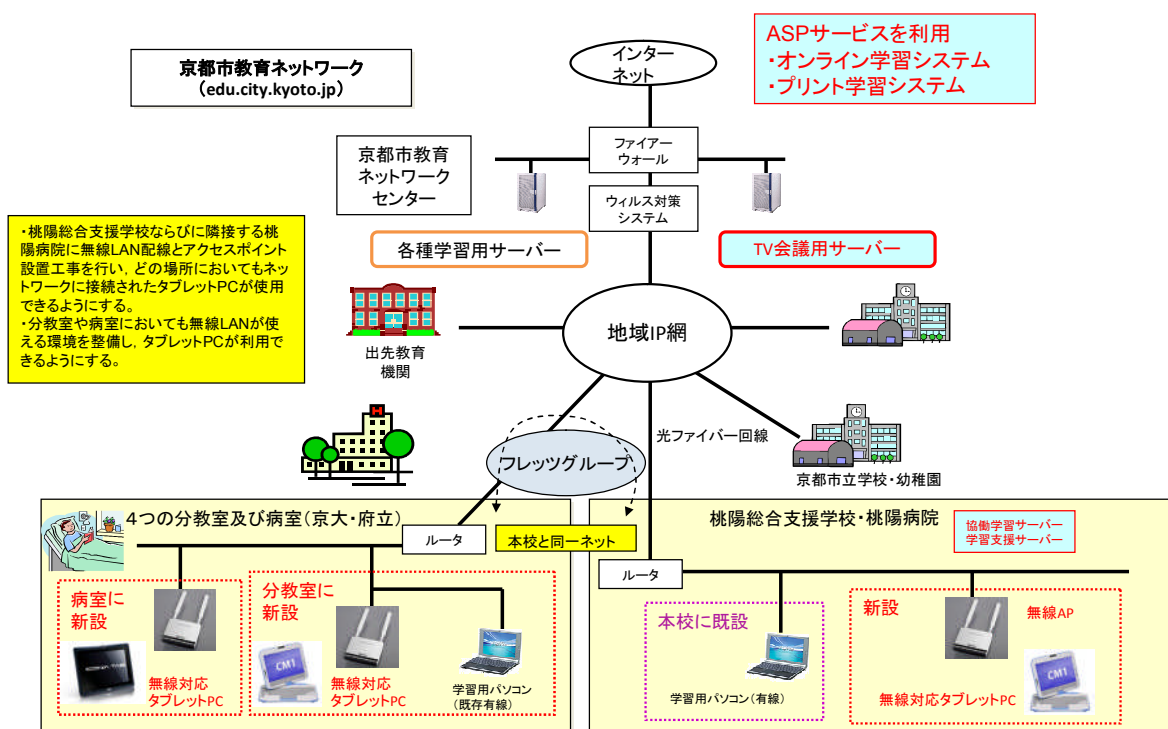 京都市教育ネットワーク
(edu.city.kyoto.jp)
インター
ネット
ASPサービスを利用
・オンライン学習システム
・プリント学習システム
京都市教育
ネットワーク
センター
ファイアー
ウォール
ウィルス対策
システム
・桃陽総合支援学校ならびに隣接する桃
陽病院に無線LAN配線とアクセスポイント
設置工事を行い，どの場所においてもネッ
トワークに接続されたタブレットPCが使用
できるようにする。
・分教室や病室においても無線LANが使
える環境を整備し，タブレットPCが利用で
きるようにする。
各種学習用サーバー
TV会議用サーバー
地域IP網
出先教育
機関
H
光ファイバー回線
フレッツグループ
京都市立学校・幼稚園
４つの分教室及び病室（京大・府立）
ルータ
本校と同一ネット
桃陽総合支援学校・桃陽病院
協働学習サーバー
学習支援サーバー
ルータ
病室に
新設
無線対応
タブレットPC
分教室に
新設
CM1
無線対応
タブレットPC
学習用パソコン
（既存有線）
本校に既設
学習用パソコン（有線）
新設
無線AP
CM1
無線対応タブレットPC